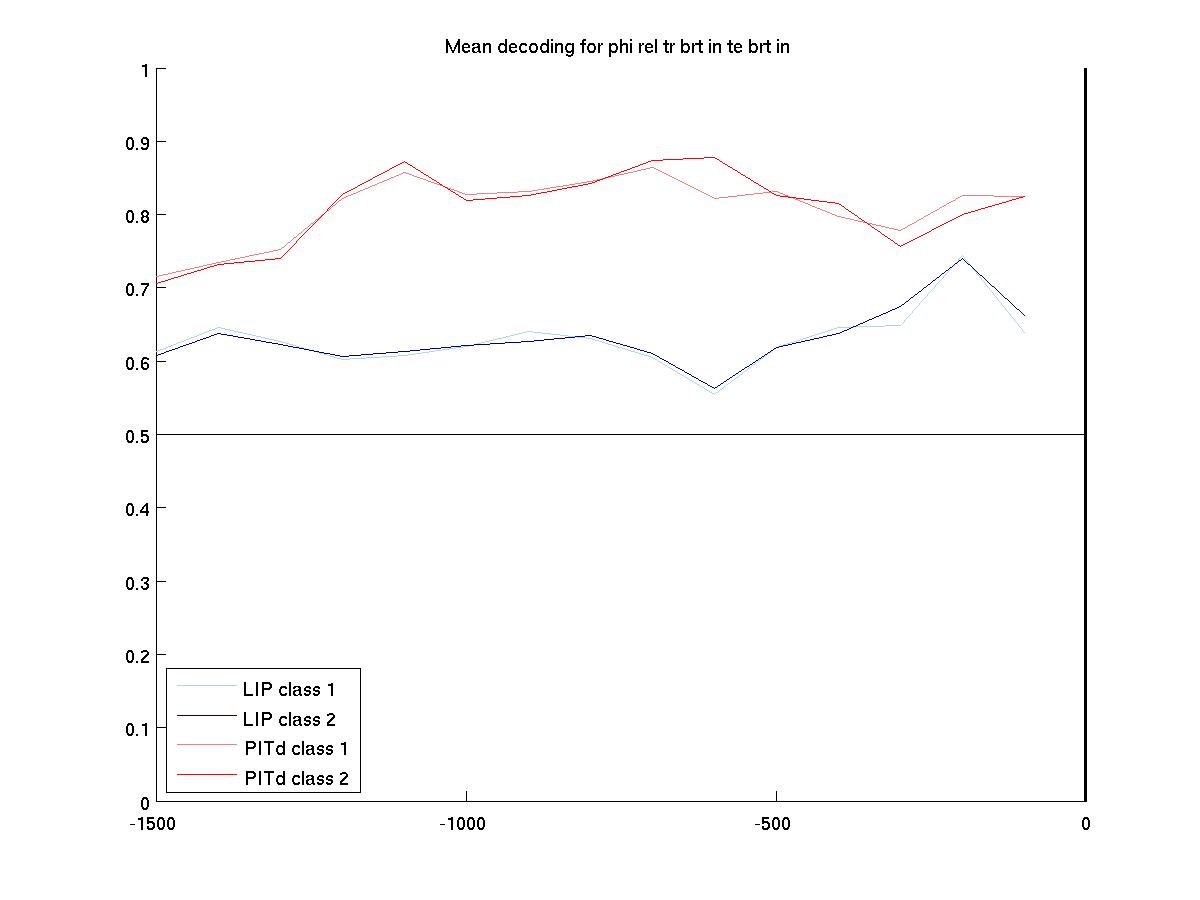 Mean decoding for phi rel tr brt in te brt in
1
0.9
0.8
0.7
0.6
0.5
0.4
0.3
0.2
0.1
0
LIP class 1
LIP class 2
PITd class 1
PITd class 2
-1500 -1000 -500 0